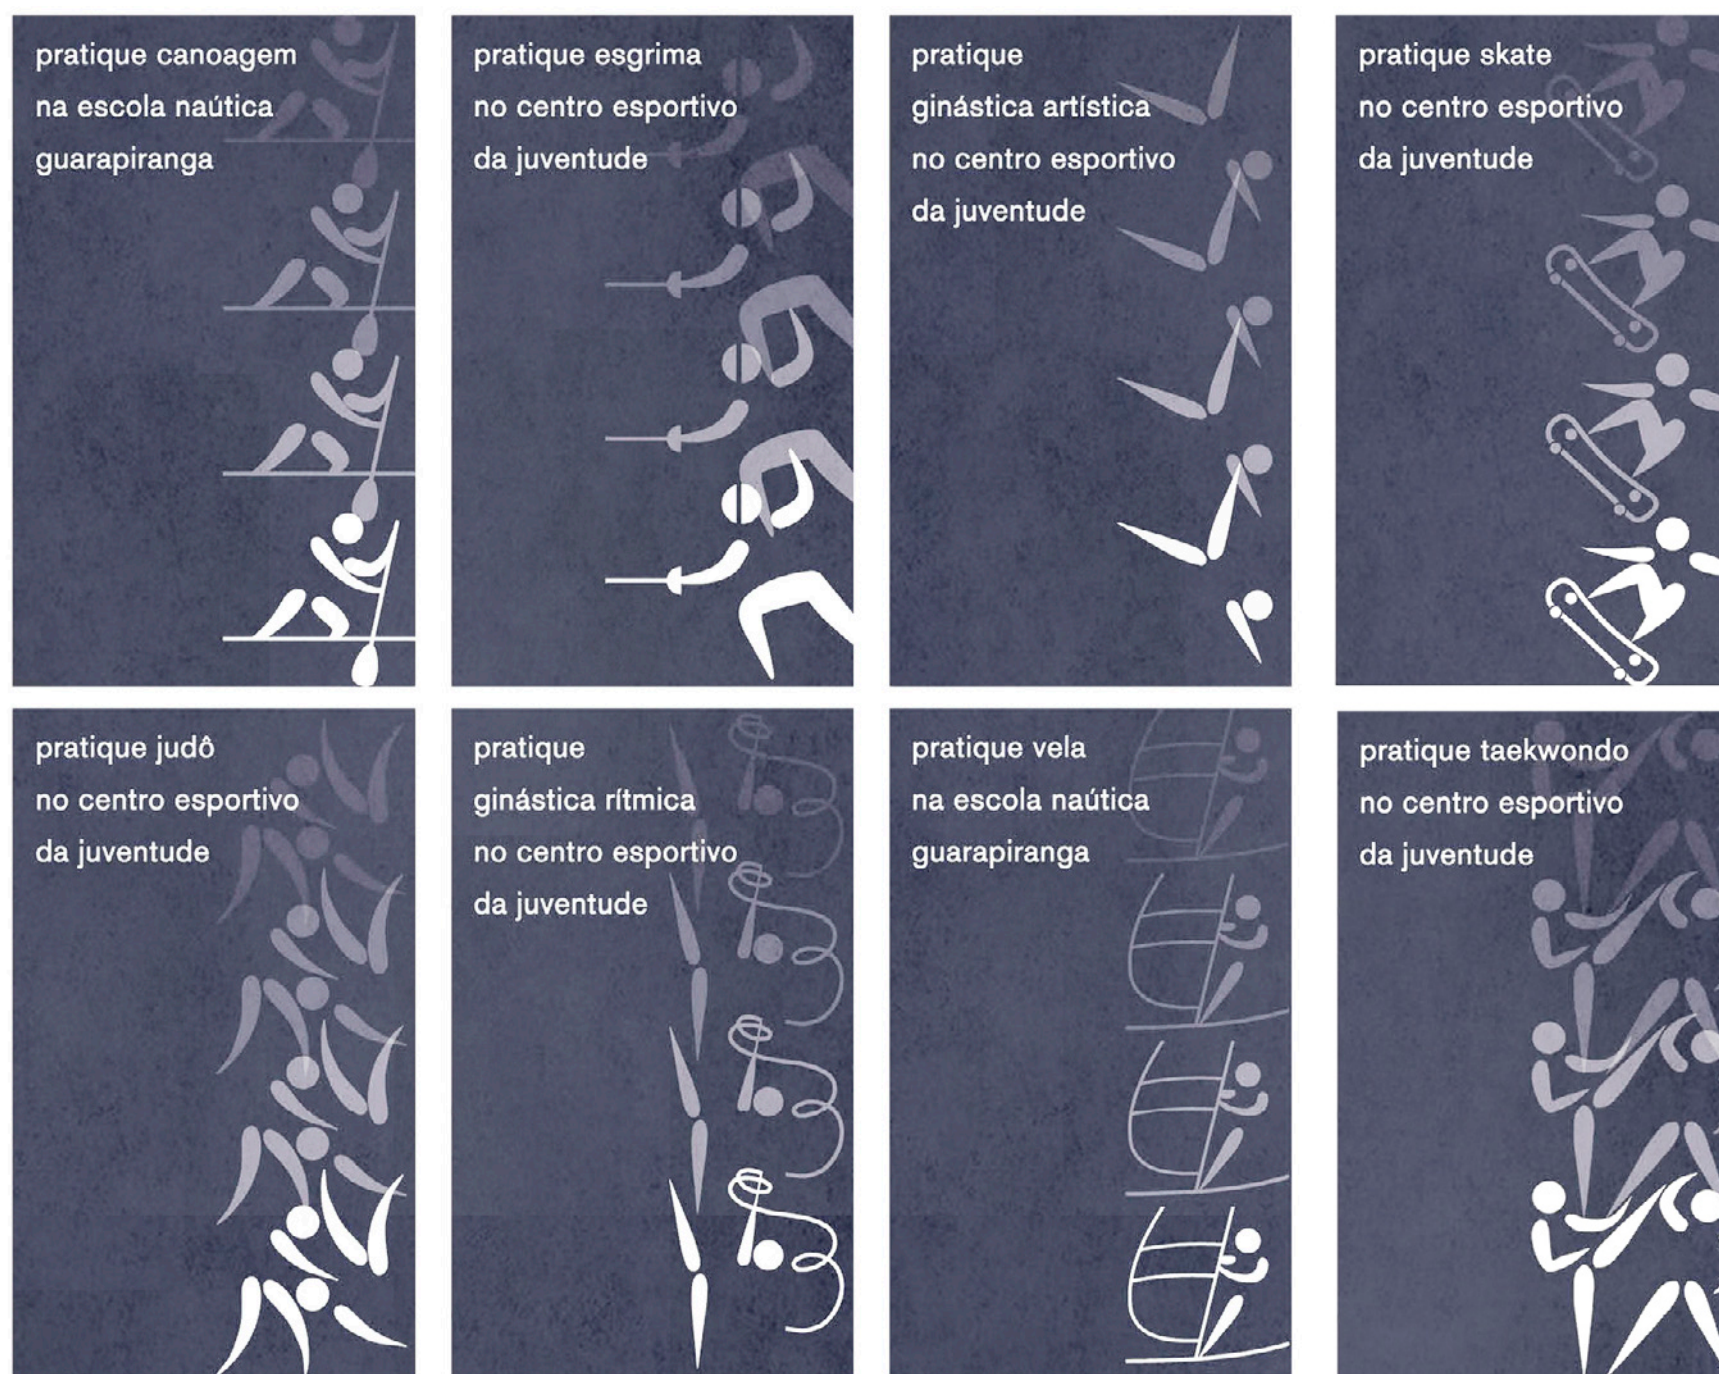 pratique canoagem
na escola naútica
guarapiranga
pratique esgrima
no centro esportivo
da juventude
pratique
ginástica artística
no centro esportivo
da juventude
pratique skate
no centro esportivo
da juventude
pratique judô
no centro esportivo
da juventude
pratique
ginástica rítmica
no centro esportivo
da juventude
pratique vela
na escola naútica
guarapiranga
pratique taekwondo
no centro esportivo
da juventude